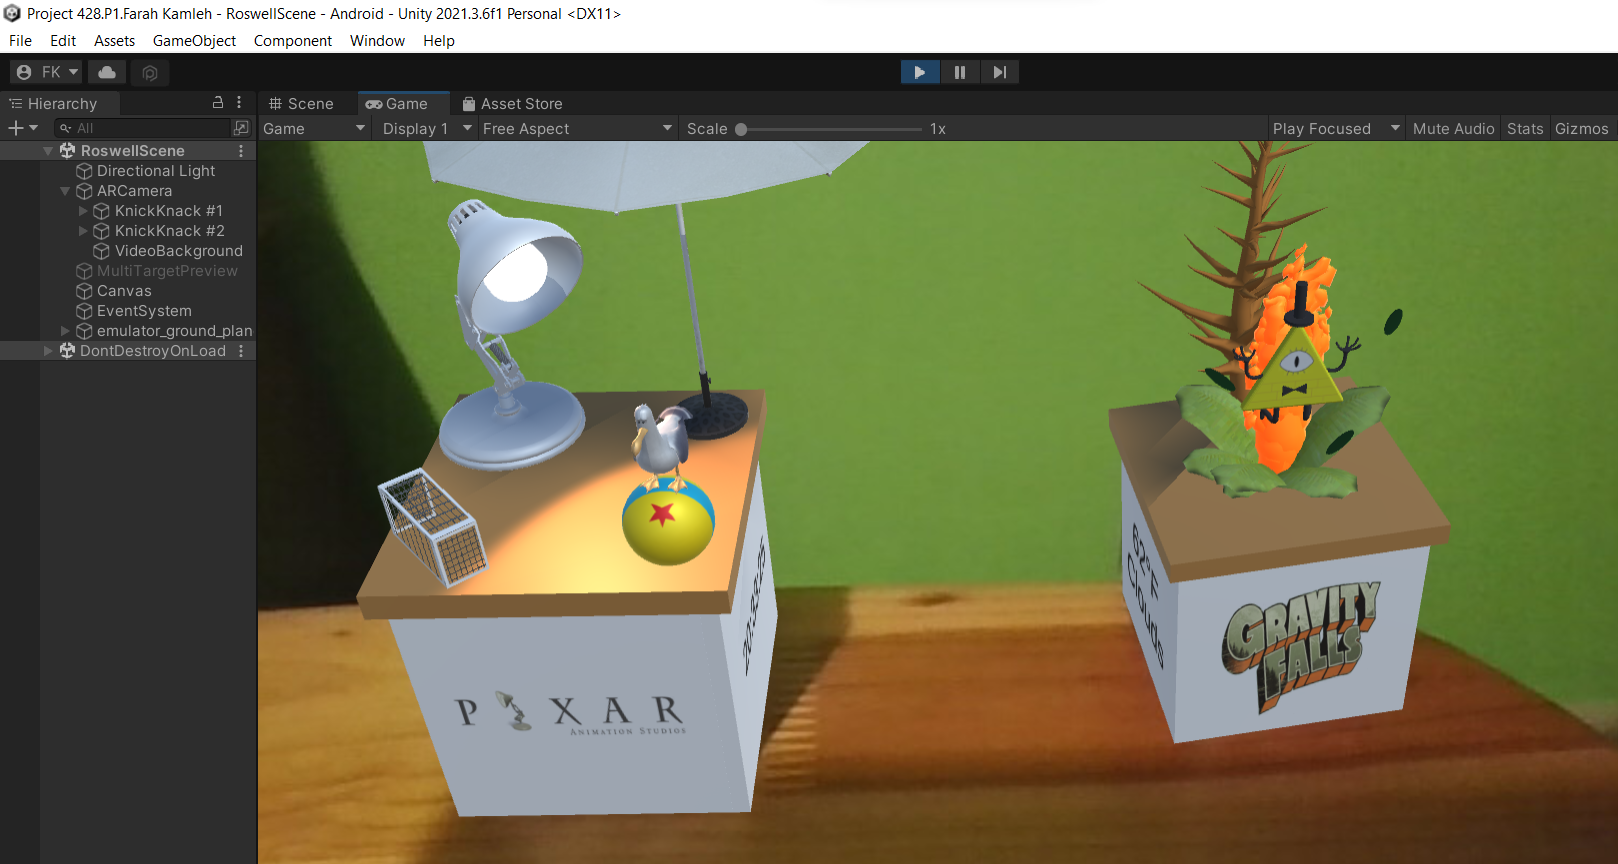 Project 428.P1.Farah Kamleh - RoswellScene - Android - Unity 2021.3.6f1 Personal <DX11>
File Edit Assets GameObject Component Window Help
FK
Hierarchy
Scene Game Asset Store
All
Game Display 1 Free Aspect Scale 1x Play Focused Mute Audio Stats Gizmos
RoswellScene
Directional Light
ARCamera
KnickKnack #1
KnickKnack #2
VideoBackground
MultiTargetPreview
Canvas
EventSystem
emulator_ground_plan
DontDestroyOnLoad
PIXAR
ANIMATION STUDIOS
62°F
Clouds
GRAVITY
FALLS